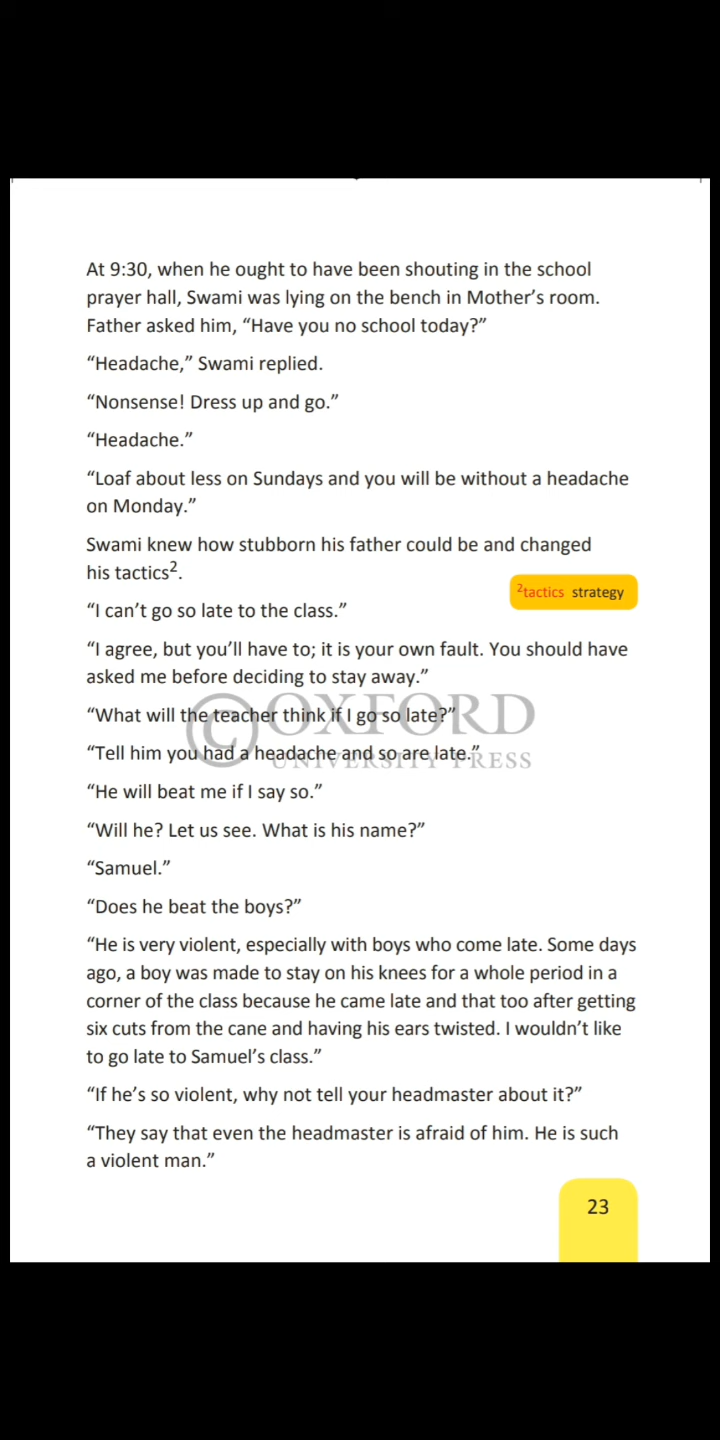 At 9:30, when he ought to have been shouting in the school
prayer hall, Swami was lying on the bench in Mother’s room.
Father asked him, “Have you no school today?”
“Headache,” Swami replied.
“Nonsense! Dress up and go.”
“Headache.”
“Loaf about less on Sundays and you will be without a headache
on Monday.”
Swami knew how stubborn his father could be and changed
his tactics².
²tactics strategy
“I can’t go so late to the class.”
“I agree, but you’ll have to; it is your own fault. You should have
asked me before deciding to stay away.”
“What will the teacher think if I go so late?”
“Tell him you had a headache and so are late.”
© OXFORD
UNIVERSITY PRESS
“He will beat me if I say so.”
“Will he? Let us see. What is his name?”
“Samuel.”
“Does he beat the boys?”
“He is very violent, especially with boys who come late. Some days
ago, a boy was made to stay on his knees for a whole period in a
corner of the class because he came late and that too after getting
six cuts from the cane and having his ears twisted. I wouldn’t like
to go late to Samuel’s class.”
“If he’s so violent, why not tell your headmaster about it?”
“They say that even the headmaster is afraid of him. He is such
a violent man.”
23